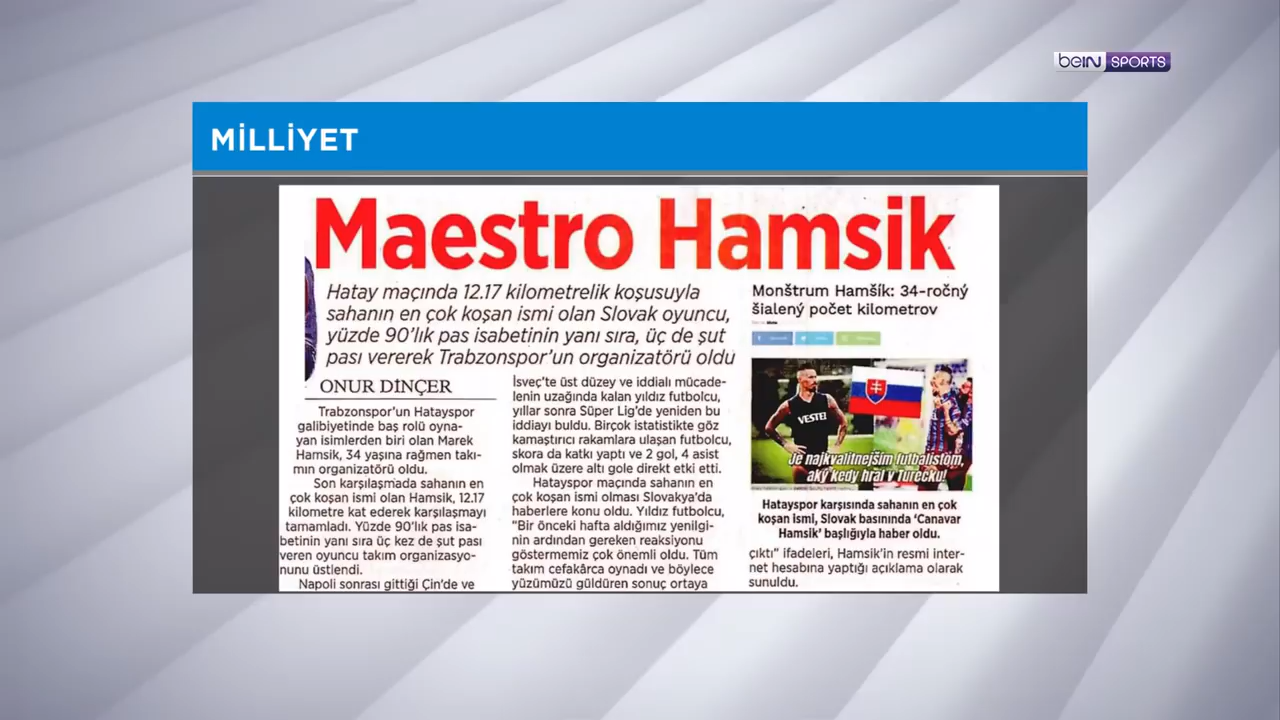 beIN SPORTS
MİLLİYET
Maestro Hamsik
Hatay maçında 12.17 kilometrelik koşusuyla
sahanın en çok koşan ismi olan Slovak oyuncu,
yüzde 90'lık pas isabetinin yanı sıra, üç de şut
pası vererek Trabzonspor'un organizatörü oldu
ONUR DİNÇER
Trabzonspor'un Hatayspor
galibiyetinde baş rolü oyna-
yan isimlerden biri olan Marek
Hamsik, 34 yaşına rağmen takı-
mın organizatörü oldu.
Son karşılaşmada sahanın en
çok koşan ismi olan Hamsik, 12.17
kilometre kat ederek karşılaşmayı
tamamladı. Yüzde 90'lık pas isa-
betinin yanı sıra üç kez de şut pası
veren oyuncu takım organizasyo-
nunu üstlendi.
Napoli sonrası gittiği Çin'de ve
İsveç'te üst düzey ve iddialı mücade-
lenin uzağında kalan yıldız futbolcu,
yıllar sonra Süper Lig'de yeniden bu
iddiayı buldu. Birçok istatistikte göz
kamaştırıcı rakamlara ulaşan futbolcu,
skora da katkı yaptı ve 2 gol, 4 asist
olmak üzere altı gole direkt etki etti.
Hatayspor maçında sahanın en
çok koşan ismi olması Slovakya'da
haberlere konu oldu. Yıldız futbolcu,
"Bir önceki hafta aldığımız yenilgi-
nin ardından gereken reaksiyonu
göstermemiz çok önemli oldu. Tüm
takım cefakârca oynadı ve böylece
yüzümüzü güldüren sonuç ortaya
Monštrum Hamšík: 34-ročný
šialený počet kilometrov
VESTEL
Je najkvalitnejším futbalistom,
aký kedy hral v Turecku!
Hatayspor karşısında sahanın en çok
koşan ismi, Slovak basınında 'Canavar
Hamsik' başlığıyla haber oldu.
çıktı" ifadeleri, Hamsik'in resmi inter-
net hesabına yaptığı açıklama olarak
sunuldu.